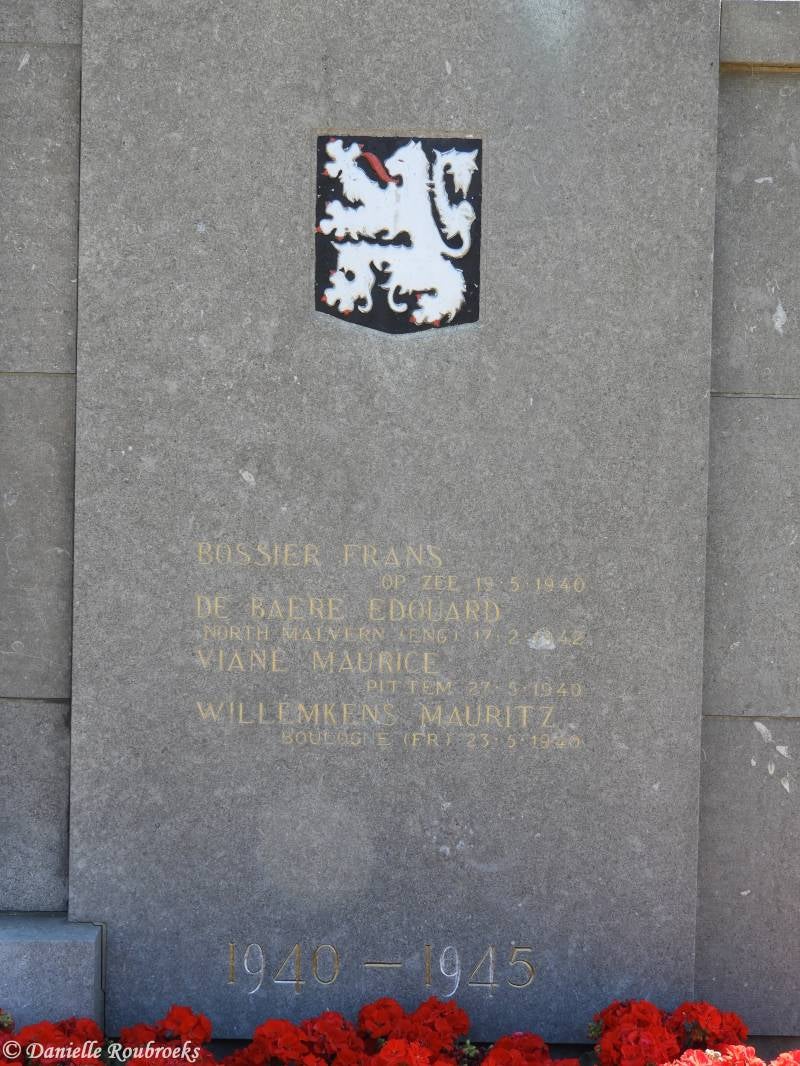 BOSSIER FRANS
OP ZEE 19·5·1940
DE BAERE EDOUARD
NORTH MALVERN (ENG) 17·2·1942
VIANE MAURICE
PITTEM 27·5·1940
WILLEMKENS MAURITZ
BOULOGNE (FR) 23·5·1940
1940 – 1945
© Danielle Roubroeks